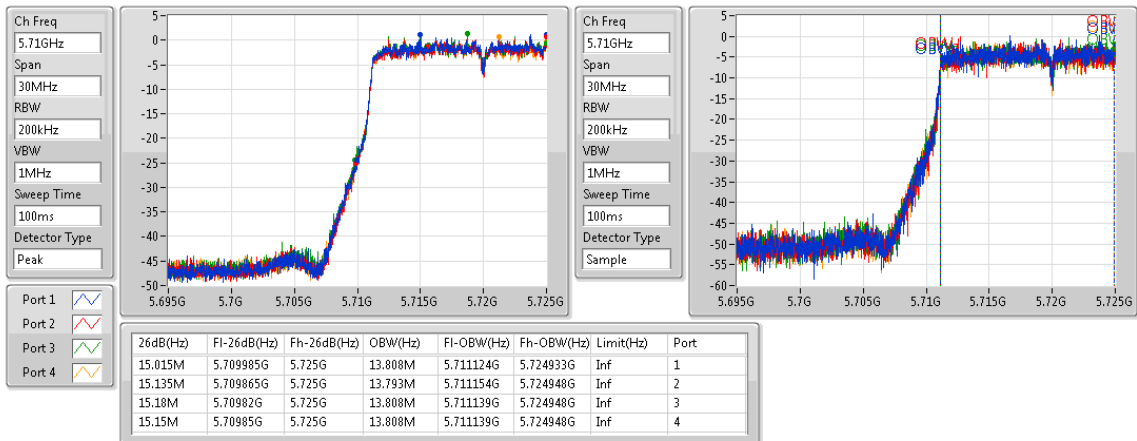 Ch Freq
5.71GHz
Span
30MHz
RBW
200kHz
VBW
1MHz
Sweep Time
100ms
Detector Type
Peak
5
0
-5
-10
-15
-20
-25
-30
-35
-40
-45
-50
5.695G 5.7G 5.705G 5.71G 5.715G 5.72G 5.725G
Ch Freq
5.71GHz
Span
30MHz
RBW
200kHz
VBW
1MHz
Sweep Time
100ms
Detector Type
Sample
5
0
-5
-10
-15
-20
-25
-30
-35
-40
-45
-50
-55
-60
5.695G 5.7G 5.705G 5.71G 5.715G 5.72G 5.725G
Port 1
Port 2
Port 3
Port 4
26dB(Hz) Fl-26dB(Hz) Fh-26dB(Hz) OBW(Hz) Fl-OBW(Hz) Fh-OBW(Hz) Limit(Hz) Port
15.015M 5.709985G 5.725G 13.808M 5.711124G 5.724933G Inf 1
15.135M 5.709865G 5.725G 13.793M 5.711154G 5.724948G Inf 2
15.18M 5.70982G 5.725G 13.808M 5.711139G 5.724948G Inf 3
15.15M 5.70985G 5.725G 13.808M 5.711139G 5.724948G Inf 4